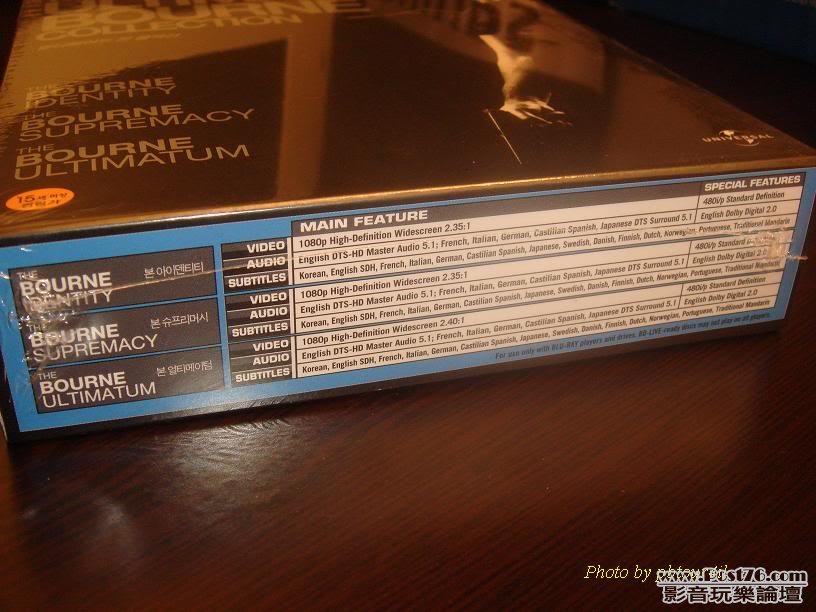 BOURNE
COLLECTION
THE
BOURNE
IDENTITY
THE
BOURNE
SUPREMACY
THE
BOURNE
ULTIMATUM
UNIVERSAL
15세
MAIN FEATURE
SPECIAL FEATURES
THE
BOURNE
IDENTITY
본 아이덴티티
VIDEO
1080p High-Definition Widescreen 2.35:1
480i/p Standard Definition
AUDIO
English DTS-HD Master Audio 5.1; French, Italian, German, Castilian Spanish, Japanese DTS Surround 5.1
English Dolby Digital 2.0
SUBTITLES
Korean, English SDH, French, Italian, German, Castilian Spanish, Japanese, Swedish, Danish, Finnish, Dutch, Norwegian, Portuguese, Traditional Mandarin
THE
BOURNE
SUPREMACY
본 슈프리머시
VIDEO
1080p High-Definition Widescreen 2.35:1
480i/p Standard
AUDIO
English DTS-HD Master Audio 5.1; French, Italian, German, Castilian Spanish, Japanese DTS Surround 5.1
English Dolby Digital 2.0
SUBTITLES
Korean, English SDH, French, Italian, German, Castilian Spanish, Japanese, Swedish, Danish, Finnish, Dutch, Norwegian, Portuguese, Traditional Mandarin
THE
BOURNE
ULTIMATUM
본 얼티메이텀
VIDEO
1080p High-Definition Widescreen 2.40:1
480i/p Standard Definition
AUDIO
English DTS-HD Master Audio 5.1; French, Italian, German, Castilian Spanish, Japanese DTS Surround 5.1
English Dolby Digital 2.0
SUBTITLES
Korean, English SDH, French, Italian, German, Castilian Spanish, Japanese, Swedish, Danish, Finnish, Dutch, Norwegian, Portuguese, Traditional Mandarin
For use only with BLU-RAY players and drives. BD-LIVE-ready discs may not play on all players.
Photo by
影音玩樂論壇